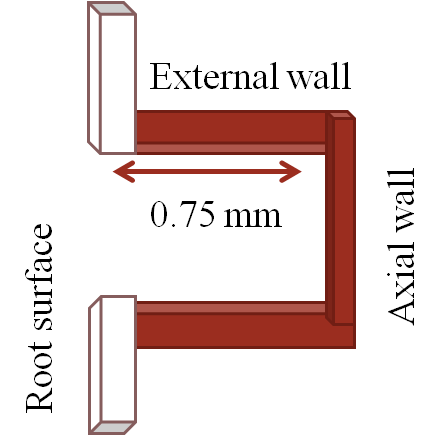 External wall
0.75 mm
Root surface
Axial wall